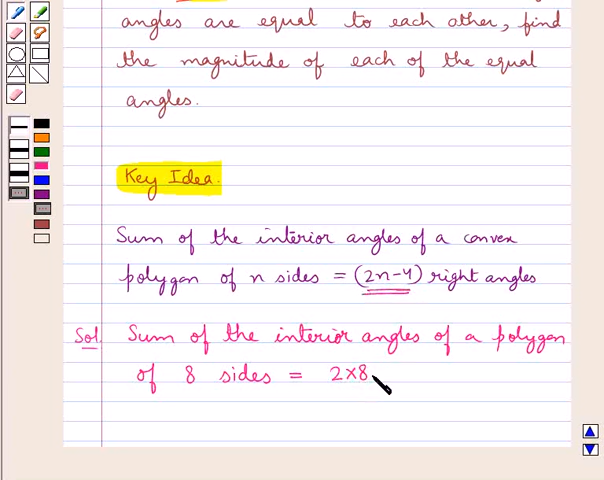 angles are equal to each other, find
the magnitude of each of the equal
angles.
Key Idea.
Sum of the interior angles of a convex
polygon of n sides = (2n-4) right angles
Sol. Sum of the interior angles of a polygon
of 8 sides = 2×8